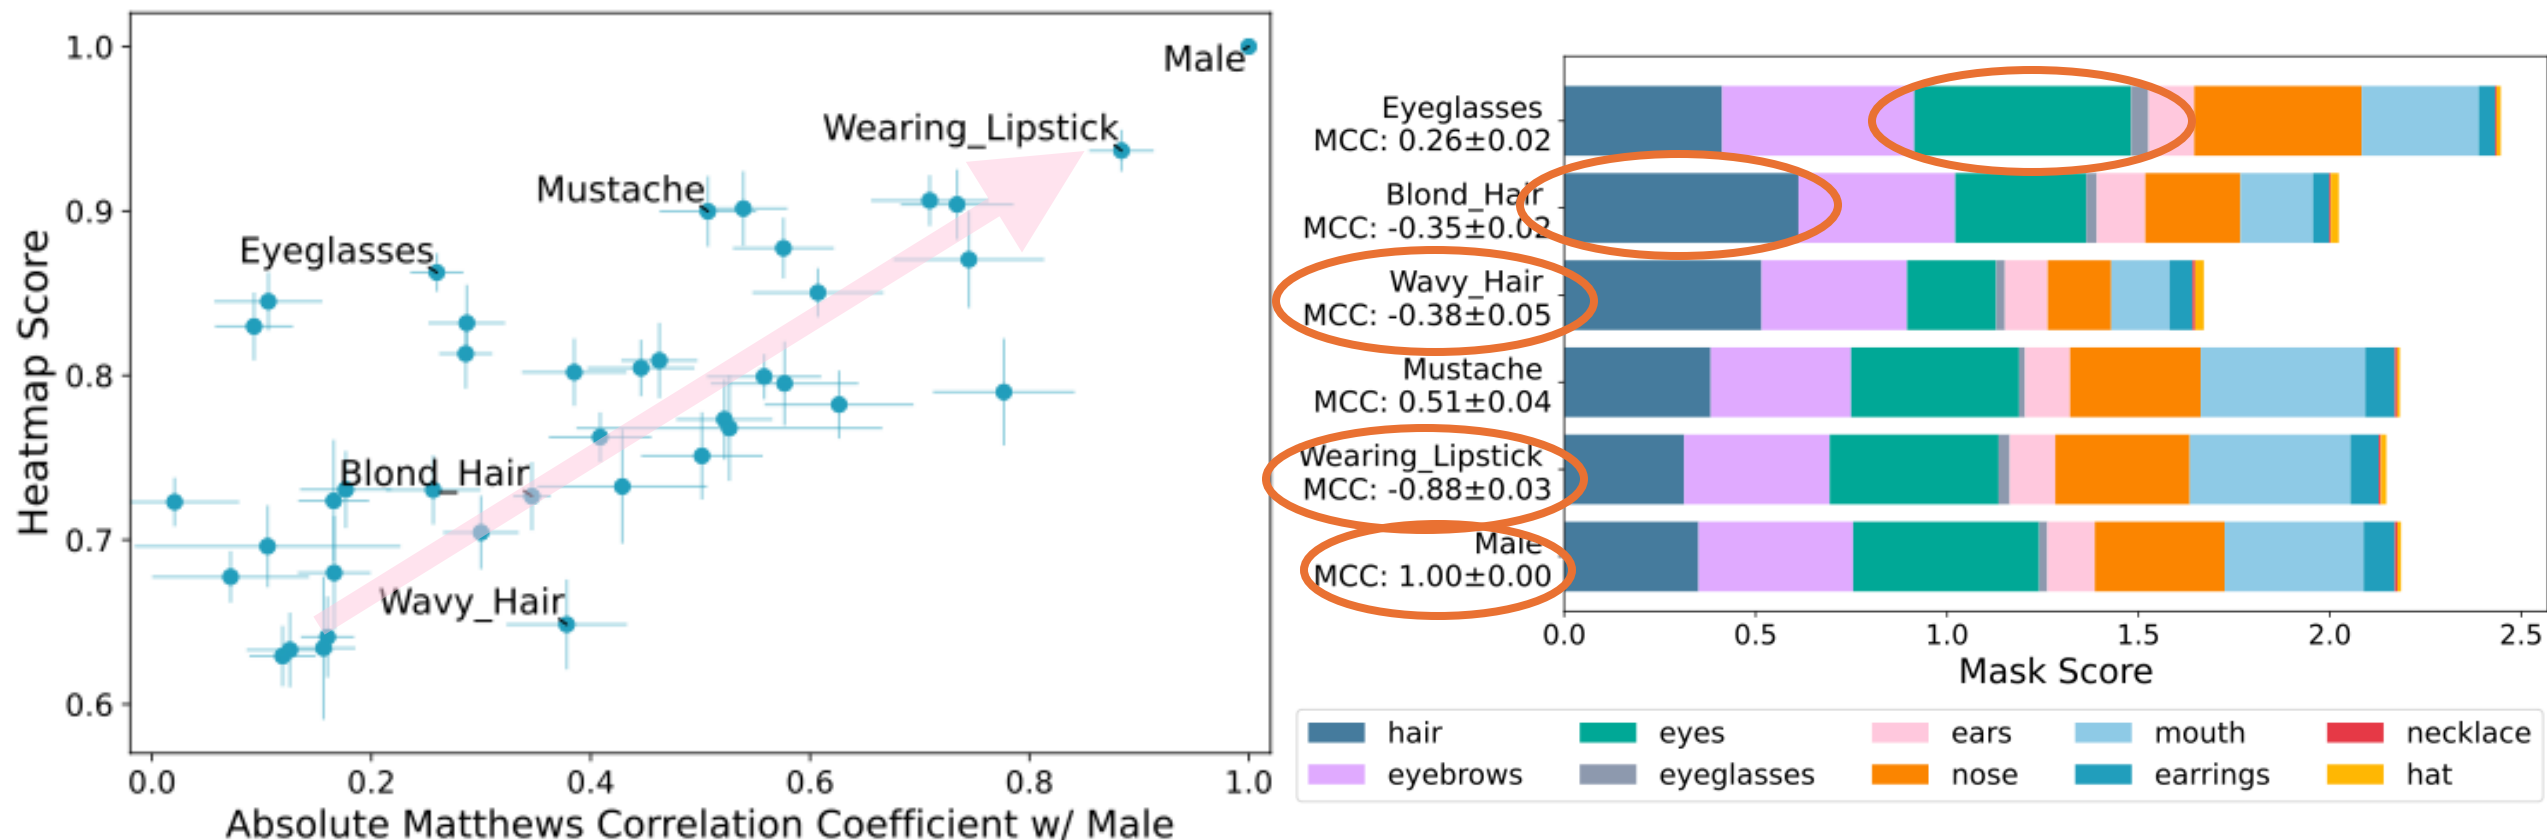 Heatmap Score
1.0
0.9
0.8
0.7
0.6
Male
Wearing_Lipstick
Mustache
Eyeglasses
Blond_Hair
Wavy_Hair
0.0 0.2 0.4 0.6 0.8 1.0
Absolute Matthews Correlation Coefficient w/ Male
Eyeglasses
MCC: 0.26±0.02
Blond_Hair
MCC: -0.35±0.02
Wavy_Hair
MCC: -0.38±0.05
Mustache
MCC: 0.51±0.04
Wearing_Lipstick
MCC: -0.88±0.03
Male
MCC: 1.00±0.00
0.0 0.5 1.0 1.5 2.0 2.5
Mask Score
hair eyes ears mouth necklace
eyebrows eyeglasses nose earrings hat